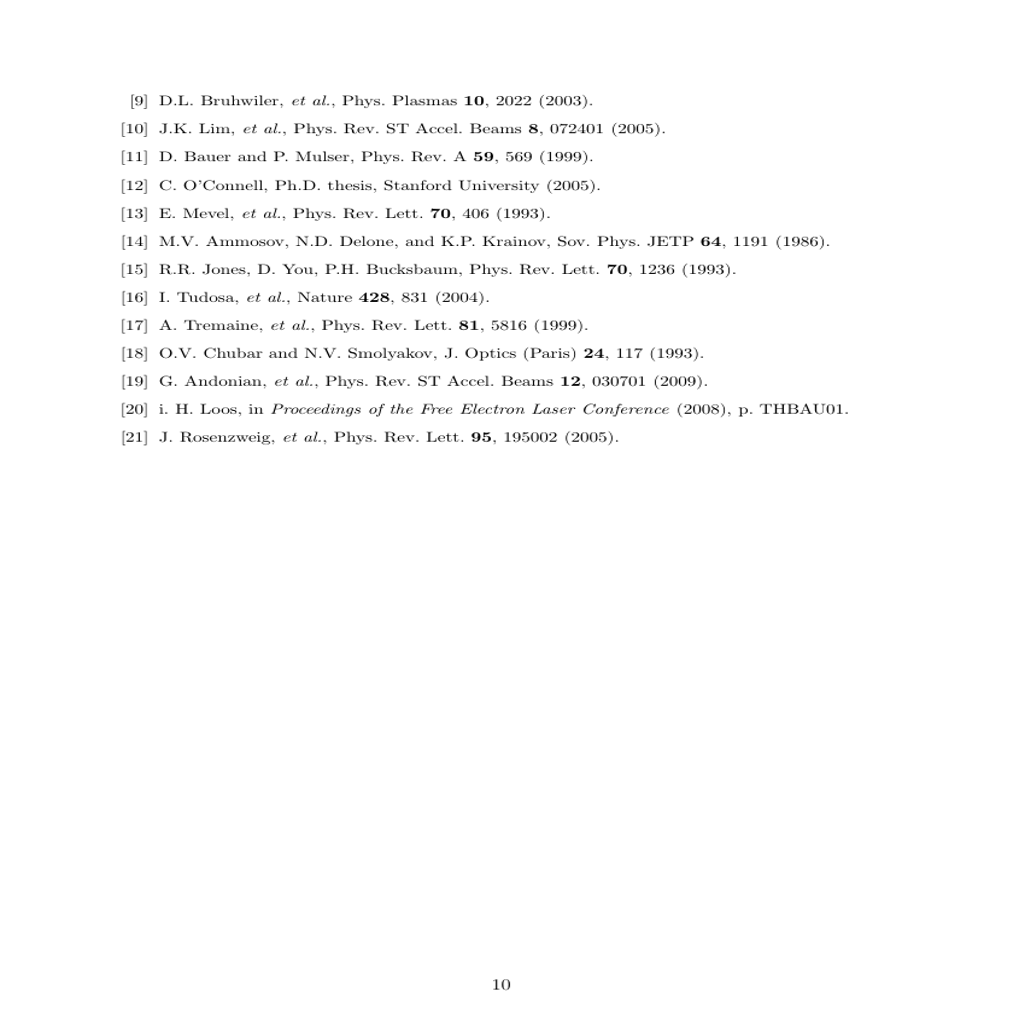 [9] D.L. Bruhwiler, et al., Phys. Plasmas 10, 2022 (2003).
[10] J.K. Lim, et al., Phys. Rev. ST Accel. Beams 8, 072401 (2005).
[11] D. Bauer and P. Mulser, Phys. Rev. A 59, 569 (1999).
[12] C. O'Connell, Ph.D. thesis, Stanford University (2005).
[13] E. Mevel, et al., Phys. Rev. Lett. 70, 406 (1993).
[14] M.V. Ammosov, N.D. Delone, and K.P. Krainov, Sov. Phys. JETP 64, 1191 (1986).
[15] R.R. Jones, D. You, P.H. Bucksbaum, Phys. Rev. Lett. 70, 1236 (1993).
[16] I. Tudosa, et al., Nature 428, 831 (2004).
[17] A. Tremaine, et al., Phys. Rev. Lett. 81, 5816 (1999).
[18] O.V. Chubar and N.V. Smolyakov, J. Optics (Paris) 24, 117 (1993).
[19] G. Andonian, et al., Phys. Rev. ST Accel. Beams 12, 030701 (2009).
[20] i. H. Loos, in Proceedings of the Free Electron Laser Conference (2008), p. THBAU01.
[21] J. Rosenzweig, et al., Phys. Rev. Lett. 95, 195002 (2005).
10